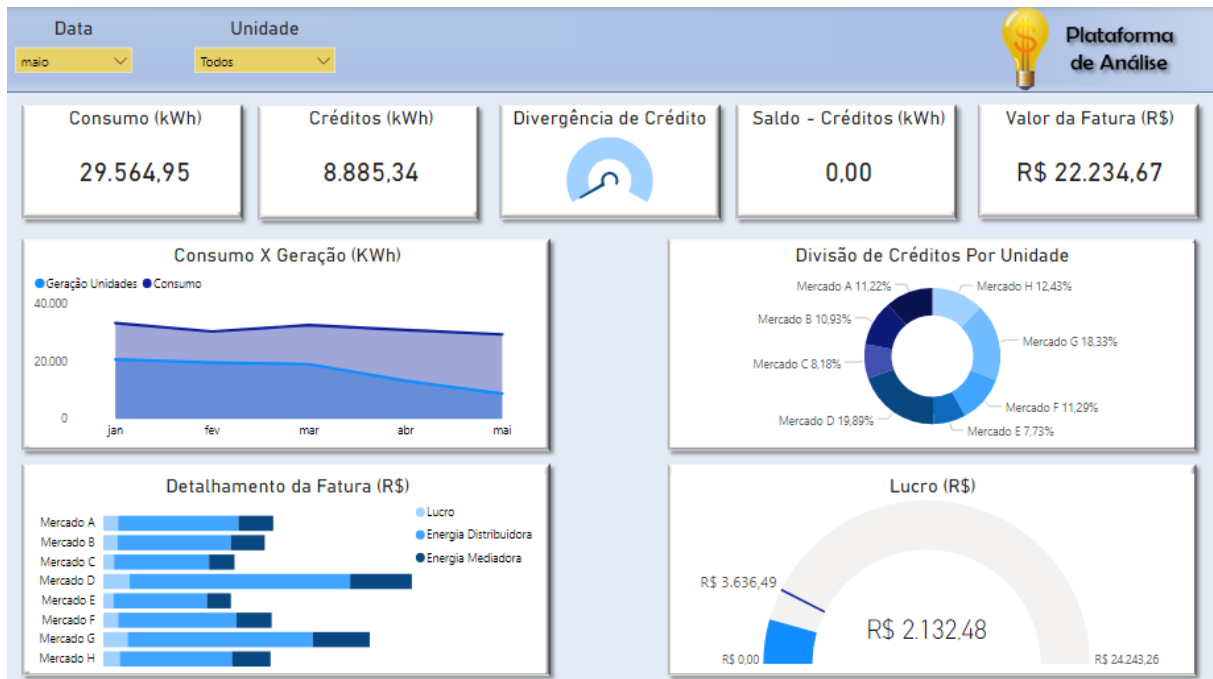 Data
Unidade
maio
Todos
$
Plataforma
de Análise
Consumo (kWh)
29.564,95
Créditos (kWh)
8.885,34
Divergência de Crédito
Saldo - Créditos (kWh)
0,00
Valor da Fatura (R$)
R$ 22.234,67
Consumo X Geração (KWh)
Geração Unidades
Consumo
40.000
20.000
0
jan
fev
mar
abr
mai
Divisão de Créditos Por Unidade
Mercado A 11,22%
Mercado H 12,43%
Mercado B 10,93%
Mercado G 18,33%
Mercado C 8,18%
Mercado F 11,29%
Mercado D 19,89%
Mercado E 7,73%
Detalhamento da Fatura (R$)
Lucro
Energia Distribuidora
Energia Mediadora
Mercado A
Mercado B
Mercado C
Mercado D
Mercado E
Mercado F
Mercado G
Mercado H
Lucro (R$)
R$ 3.636,49
R$ 2.132,48
R$ 0,00
R$ 24.243,26